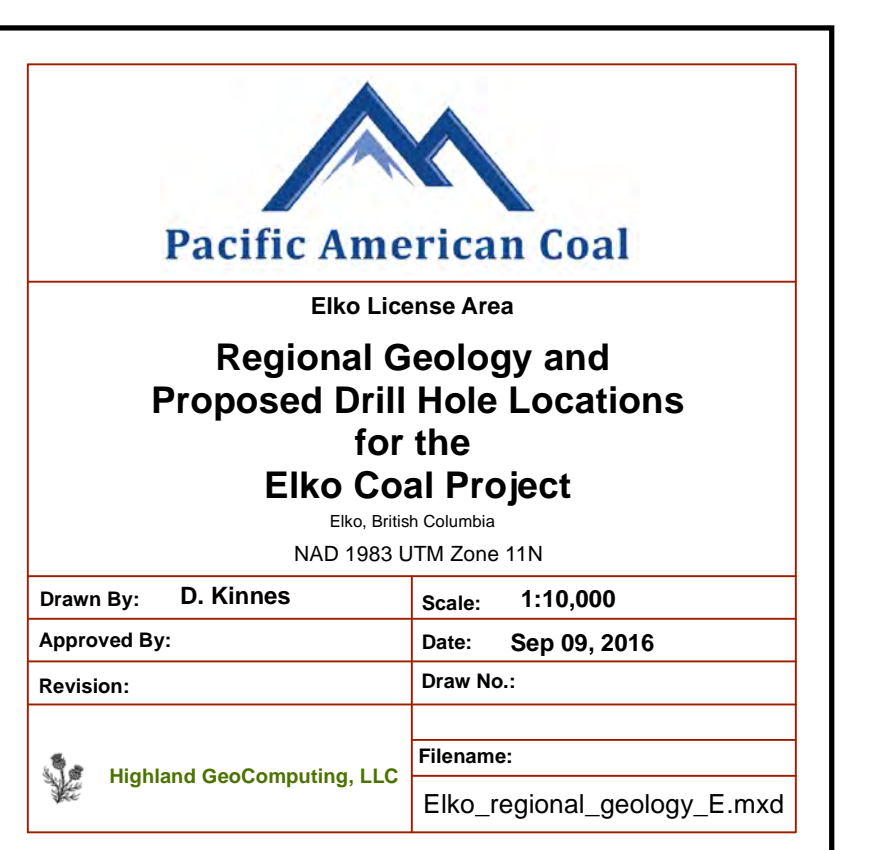 Pacific American Coal
Elko License Area
Regional Geology and
Proposed Drill Hole Locations
for the
Elko Coal Project
Elko, British Columbia
NAD 1983 UTM Zone 11N
Drawn By: D. Kinnes
Scale: 1:10,000
Approved By:
Date: Sep 09, 2016
Revision:
Draw No.:
Highland GeoComputing, LLC
Filename:
Elko_regional_geology_E.mxd